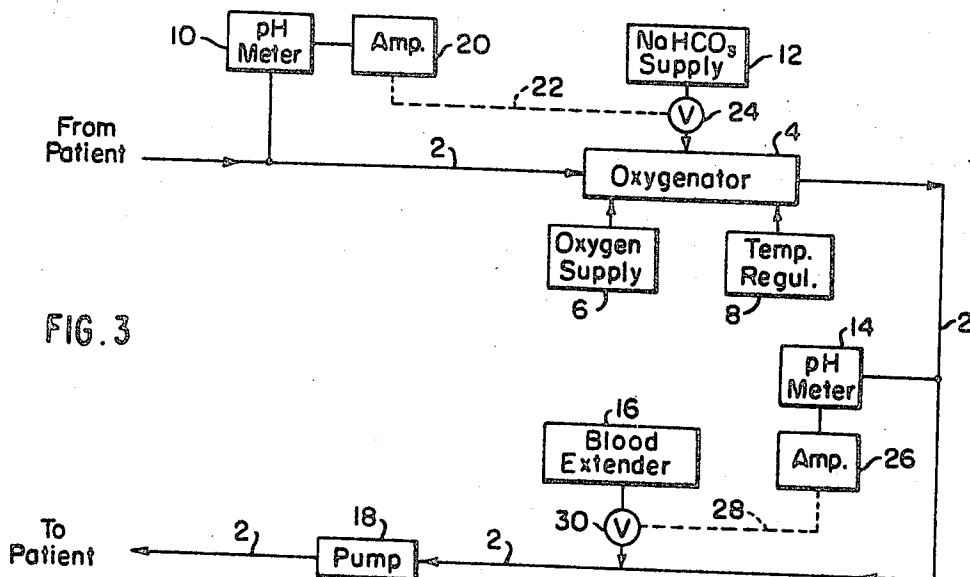 10
pH
Meter
Amp.
20
NaHCO₃
Supply
12
22
V
24
From
Patient
2
4
Oxygenator
Oxygen
Supply
6
Temp.
Regul.
8
2
FIG. 3
14
pH
Meter
16
Blood
Extender
Amp.
26
28
30
V
To
Patient
2
18
Pump
2